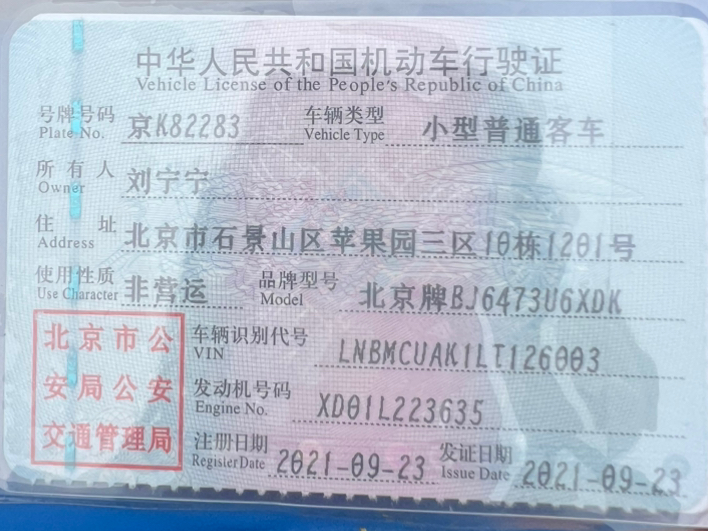 中华人民共和国机动车行驶证
Vehicle License of the People's Republic of China
号牌号码 京K82283 车辆类型 小型普通客车
Plate No. Vehicle Type
所有人 刘宁宁
Owner
住址 北京市石景山区苹果园三区10栋1201号
Address
使用性质 非营运 品牌型号 北京牌BJ6473U6XDK
Use Character Model
北京市公 车辆识别代号 LNBMCUAK1LT126003
VIN
安局公安 发动机号码 XD01L223635
Engine No.
交通管理局 注册日期 2021-09-23 发证日期 2021-09-23
Register Date Issue Date